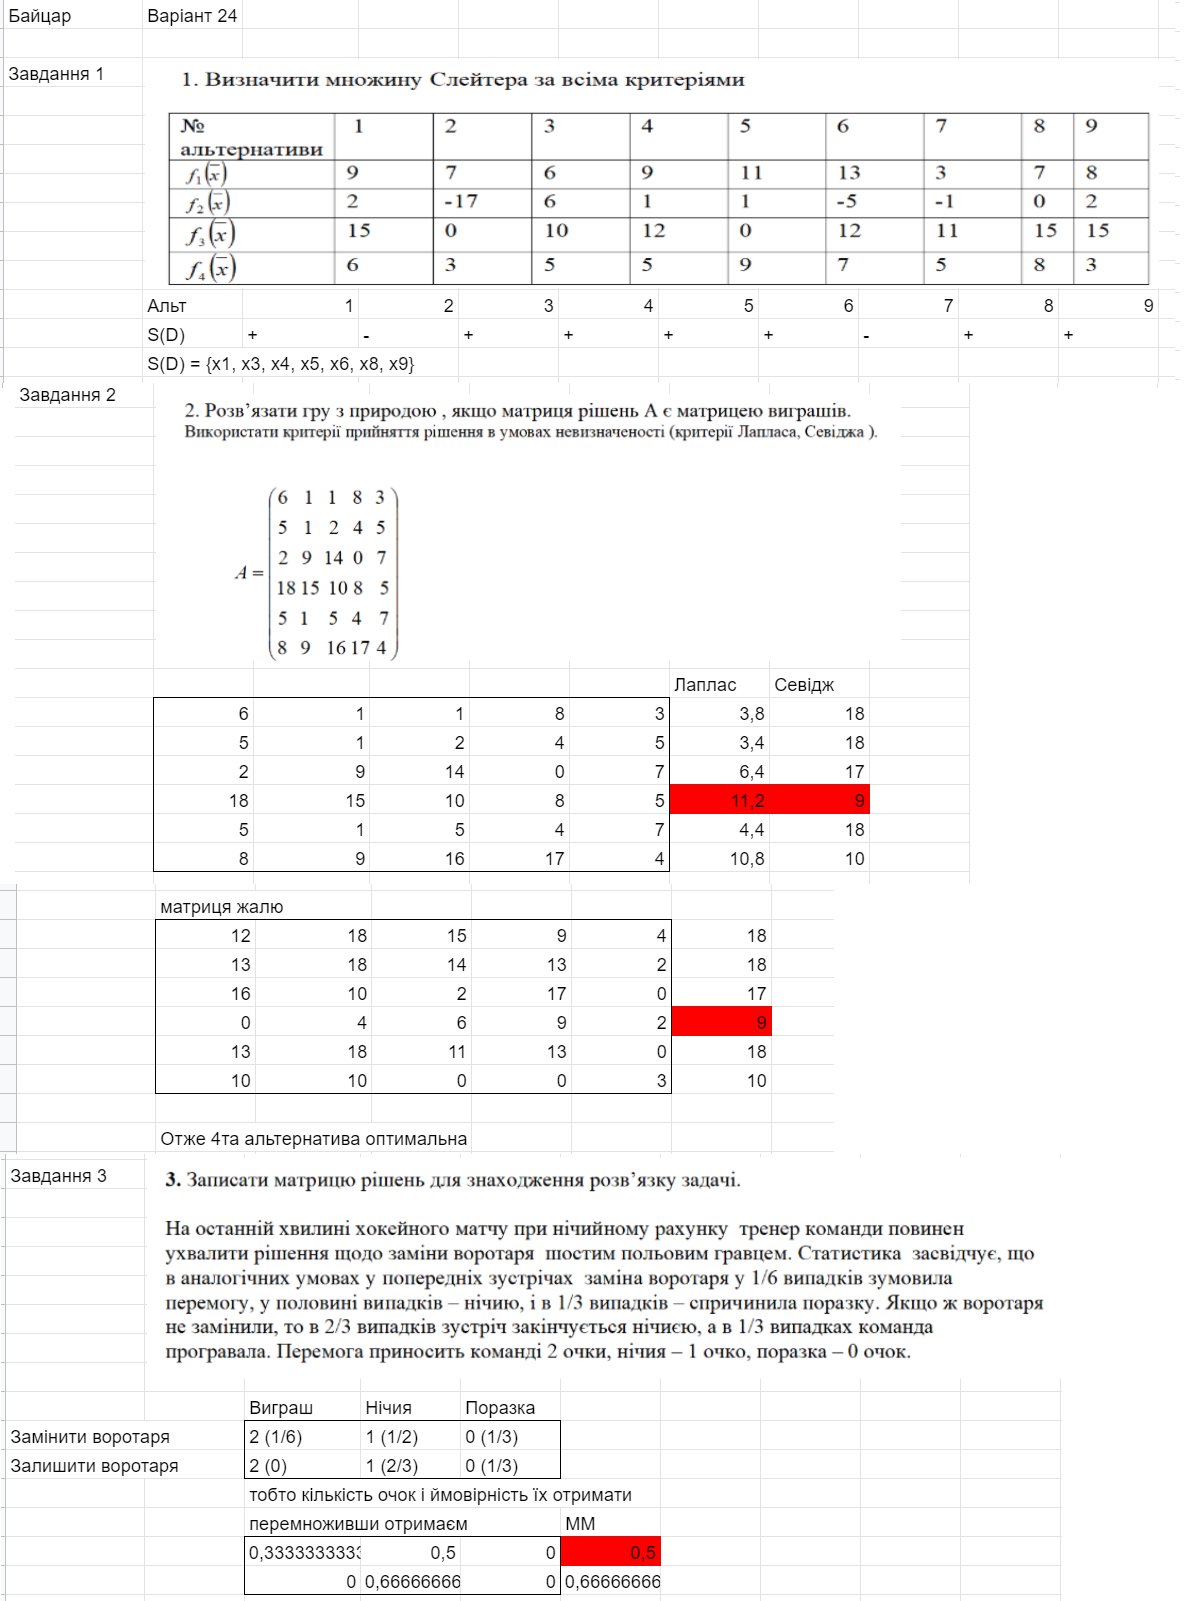 Байцар Варіант 24
Завдання 1
1. Визначити множину Слейтера за всіма критеріями
№ альтернативи 1 2 3 4 5 6 7 8 9
f₁(x̄) 9 7 6 9 11 13 3 7 8
f₂(x̄) 2 -17 6 1 1 -5 -1 0 2
f₃(x̄) 15 0 10 12 0 12 11 15 15
f₄(x̄) 6 3 5 5 9 7 5 8 3
Альт 1 2 3 4 5 6 7 8 9
S(D) + - + + + + - + +
S(D) = {x1, x3, x4, x5, x6, x8, x9}
Завдання 2
2. Розв’язати гру з природою , якщо матриця рішень А є матрицею виграшів.
Використати критерії прийняття рішення в умовах невизначеності (критерії Лапласа, Севіджа ).
6 1 1 8 3
5 1 2 4 5
2 9 14 0 7
A =
18 15 10 8 5
5 1 5 4 7
8 9 16 17 4
Лаплас Севідж
6 1 1 8 3 3,8 18
5 1 2 4 5 3,4 18
2 9 14 0 7 6,4 17
18 15 10 8 5 11,2 9
5 1 5 4 7 4,4 18
8 9 16 17 4 10,8 10
матриця жалю
12 18 15 9 4 18
13 18 14 13 2 18
16 10 2 17 0 17
0 4 6 9 2 9
13 18 11 13 0 18
10 10 0 0 3 10
Отже 4та альтернатива оптимальна
Завдання 3
3. Записати матрицю рішень для знаходження розв’язку задачі.
На останній хвилині хокейного матчу при нічийному рахунку тренер команди повинен
ухвалити рішення щодо заміни воротаря шостим польовим гравцем. Статистика засвідчує, що
в аналогічних умовах у попередніх зустрічах заміна воротаря у 1/6 випадків зумовила
перемогу, у половині випадків – нічию, і в 1/3 випадків – спричинила поразку. Якщо ж воротаря
не замінили, то в 2/3 випадків зустріч закінчується нічиєю, а в 1/3 випадках команда
програвала. Перемога приносить команді 2 очки, нічия – 1 очко, поразка – 0 очок.
Виграш Нічия Поразка
Замінити воротаря 2 (1/6) 1 (1/2) 0 (1/3)
Залишити воротаря 2 (0) 1 (2/3) 0 (1/3)
тобто кількість очок і ймовірність їх отримати
перемноживши отримаєм ММ
0,3333333333 0,5 0 0,5
0 0,66666666 0 0,66666666